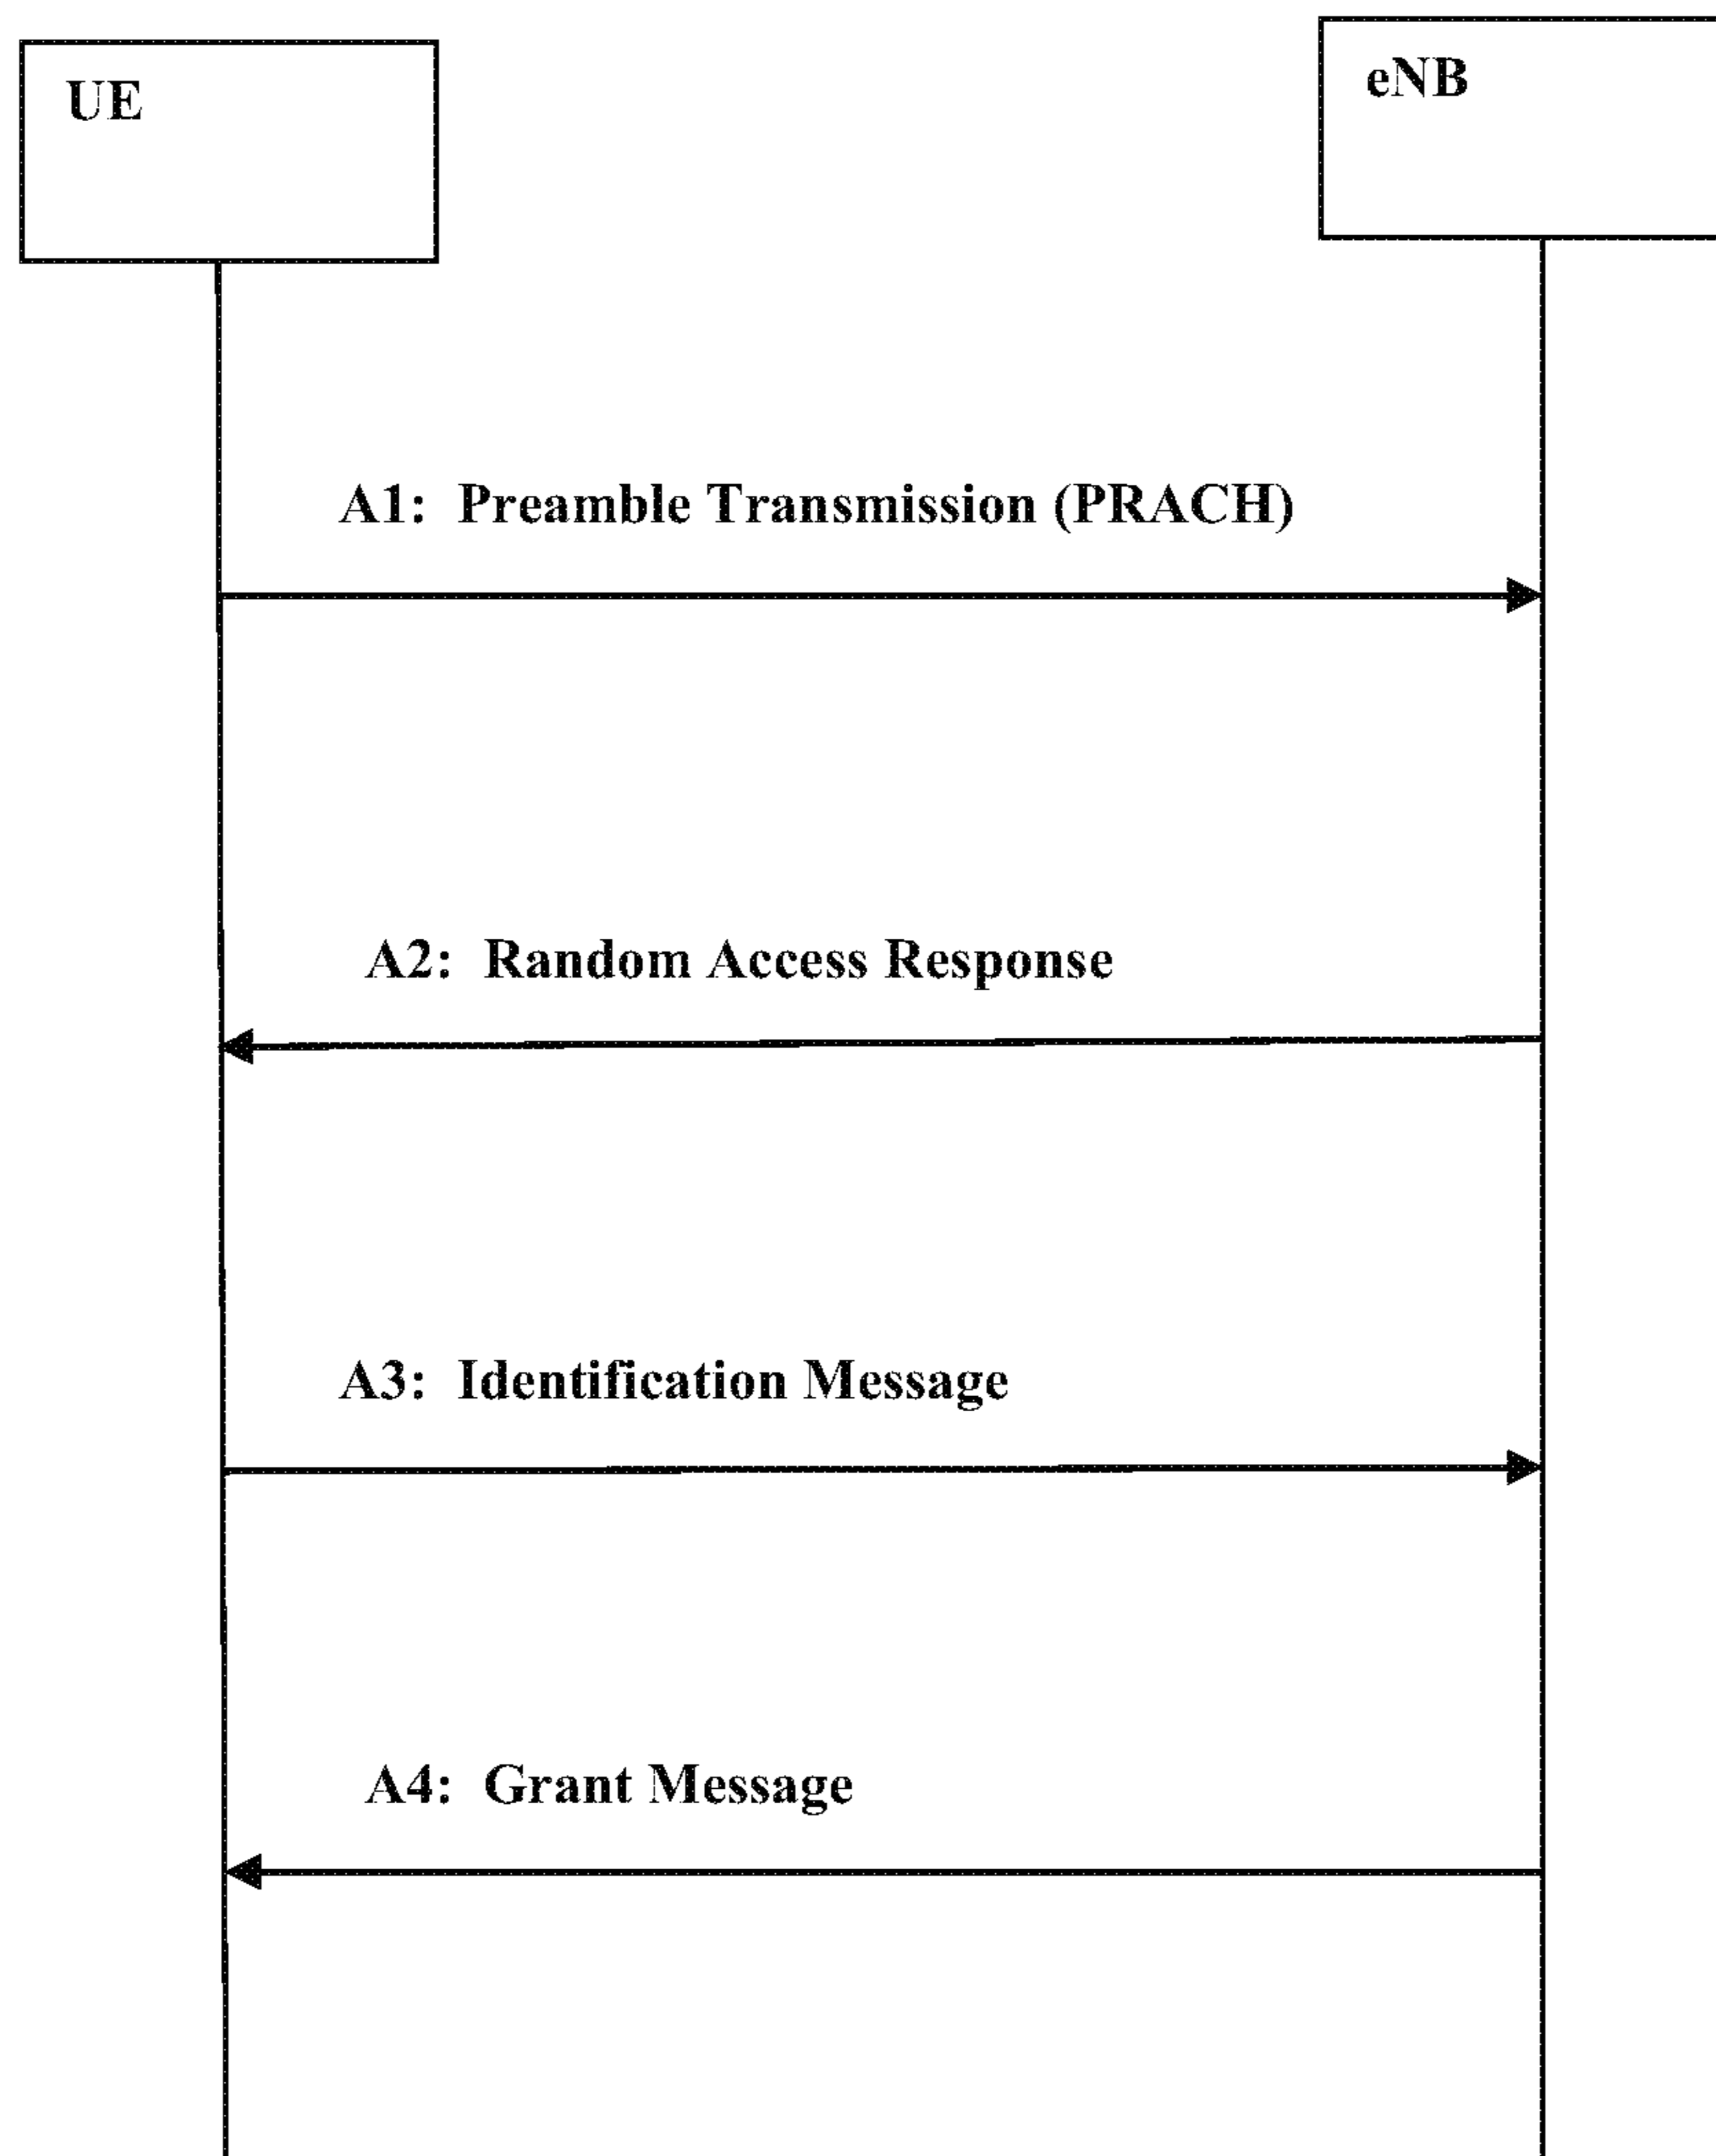 UE
eNB
A1: Preamble Transmission (PRACH)
A2: Random Access Response
A3: Identification Message
A4: Grant Message